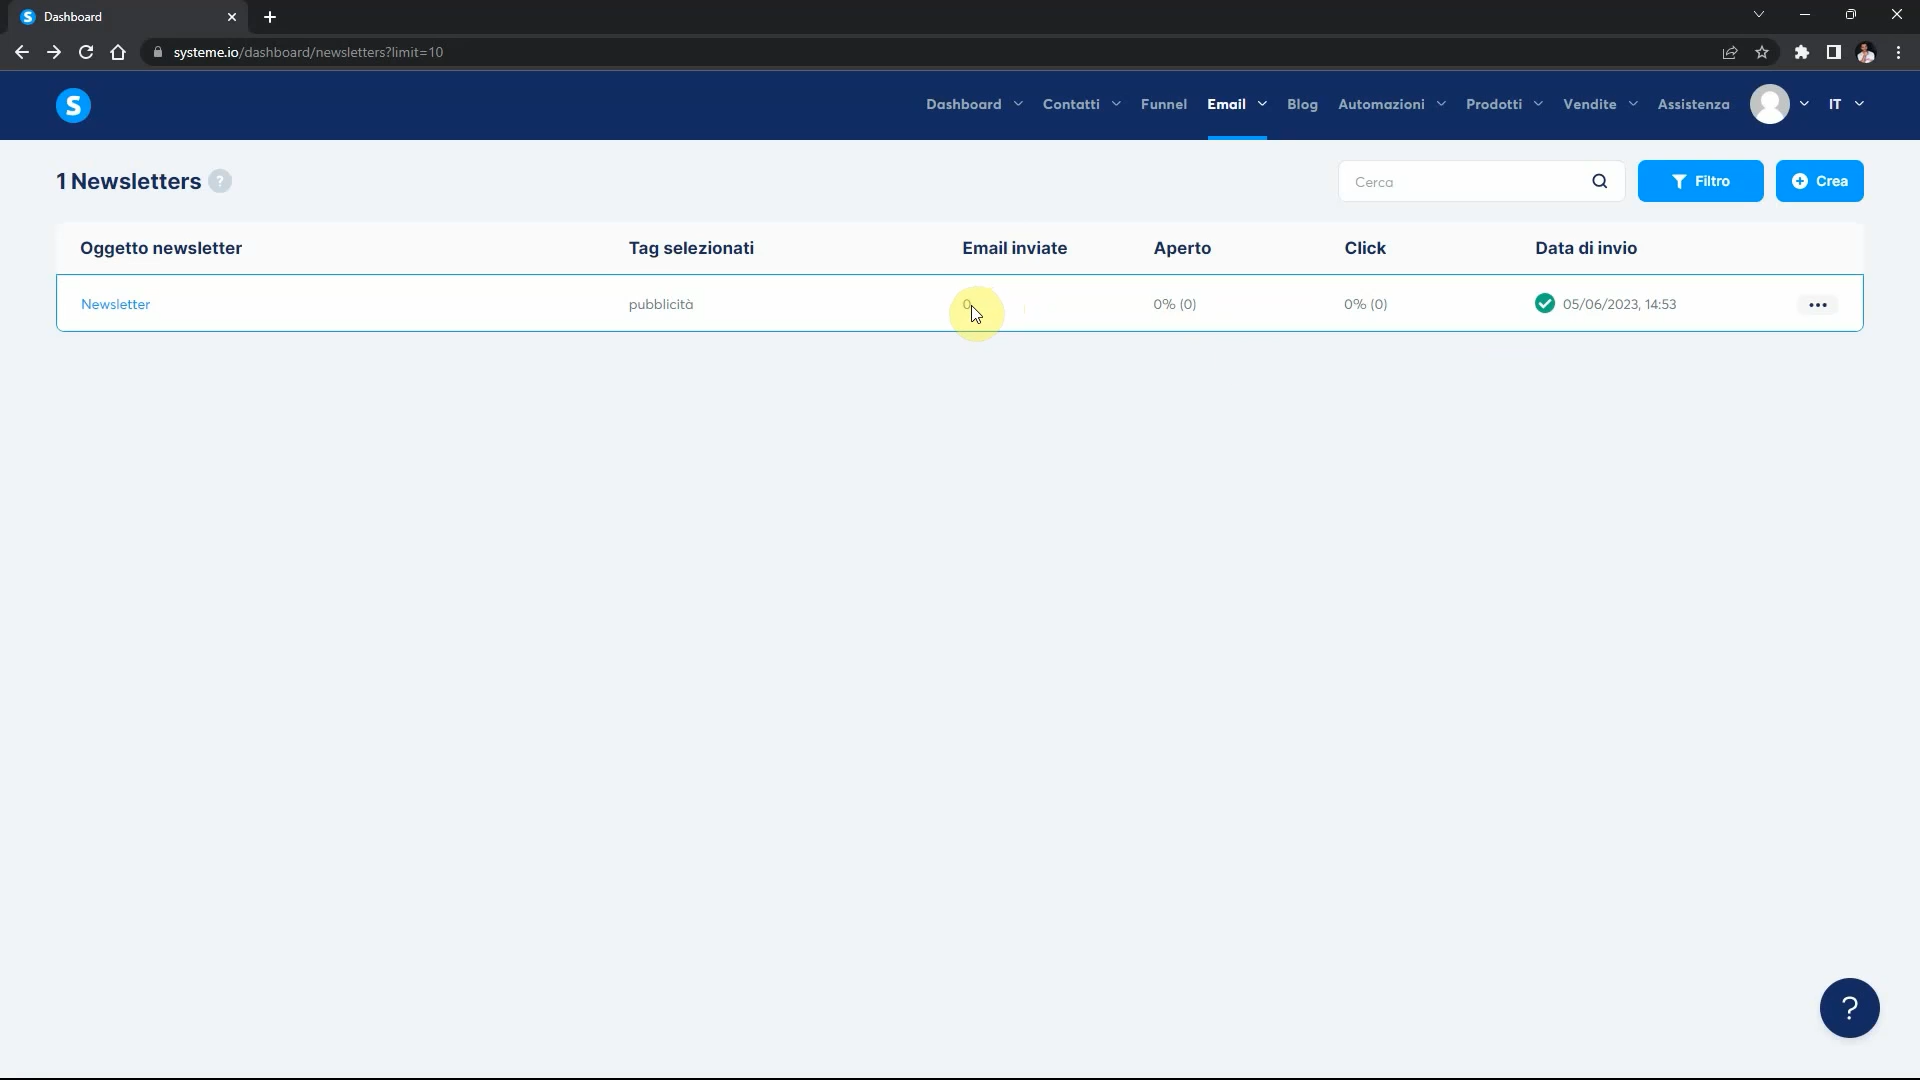 Dashboard
systeme.io/dashboard/newsletters?limit=10
S
Dashboard Contatti Funnel Email Blog Automazioni Prodotti Vendite Assistenza IT
1 Newsletters ? Cerca Filtro Crea
Oggetto newsletter Tag selezionati Email inviate Aperto Click Data di invio
Newsletter pubblicità 0 0% (0) 0% (0) 05/06/2023, 14:53 •••
?